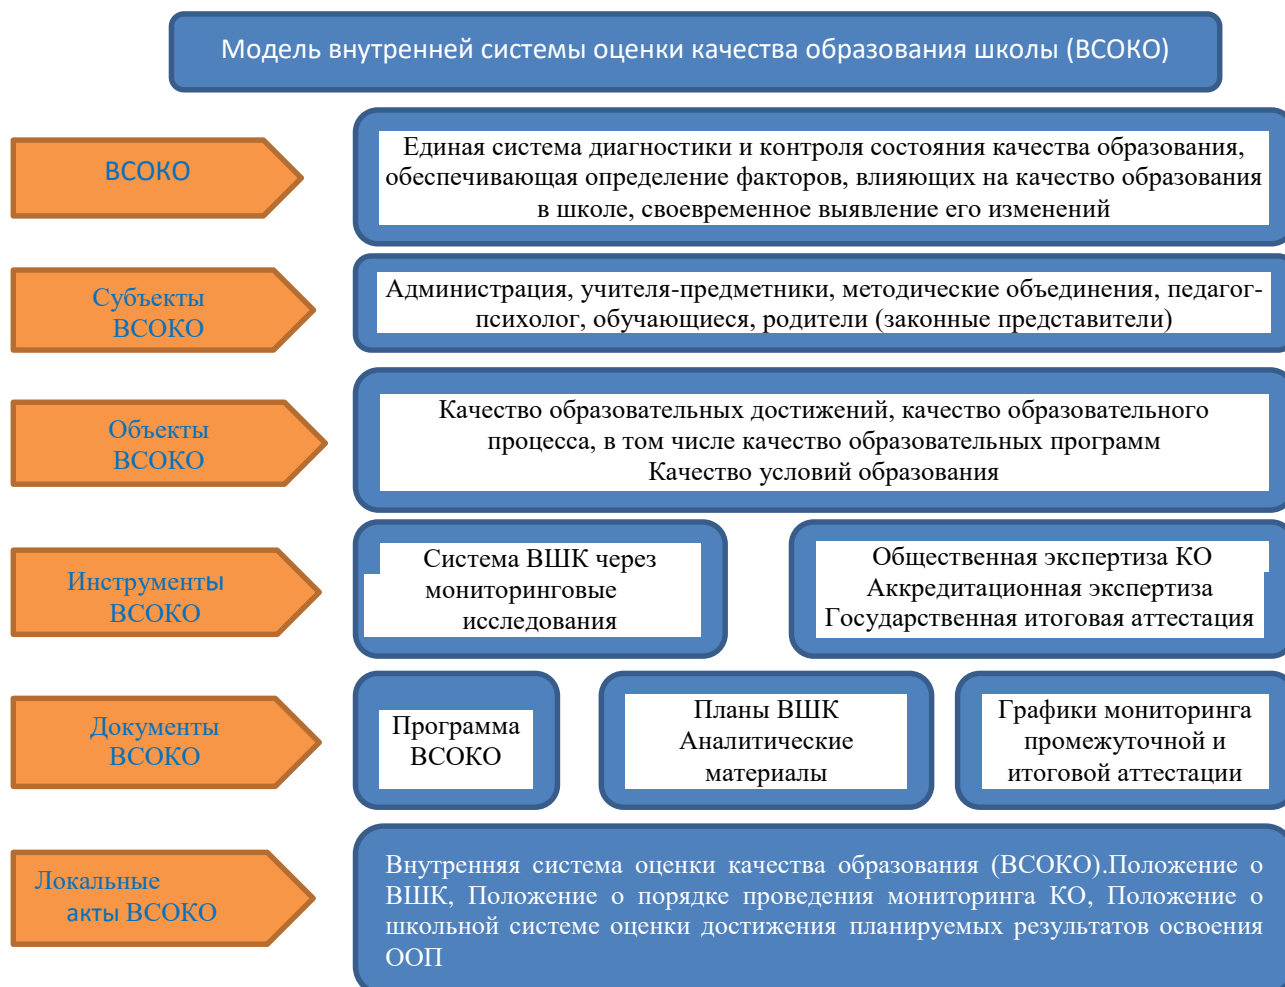 Модель внутренней системы оценки качества образования школы (ВСОКО)
ВСОКО
Единая система диагностики и контроля состояния качества образования,
обеспечивающая определение факторов, влияющих на качество образования
в школе, своевременное выявление его изменений
Субъекты
ВСОКО
Администрация, учителя-предметники, методические объединения, педагог-
психолог, обучающиеся, родители (законные представители)
Объекты
ВСОКО
Качество образовательных достижений, качество образовательного
процесса, в том числе качество образовательных программ
Качество условий образования
Инструменты
ВСОКО
Система ВШК через
мониторинговые
исследования
Общественная экспертиза КО
Аккредитационная экспертиза
Государственная итоговая аттестация
Документы
ВСОКО
Программа
ВСОКО
Планы ВШК
Аналитические
материалы
Графики мониторинга
промежуточной и
итоговой аттестации
Локальные
акты ВСОКО
Внутренняя система оценки качества образования (ВСОКО).Положение о
ВШК, Положение о порядке проведения мониторинга КО, Положение о
школьной системе оценки достижения планируемых результатов освоения
ООП